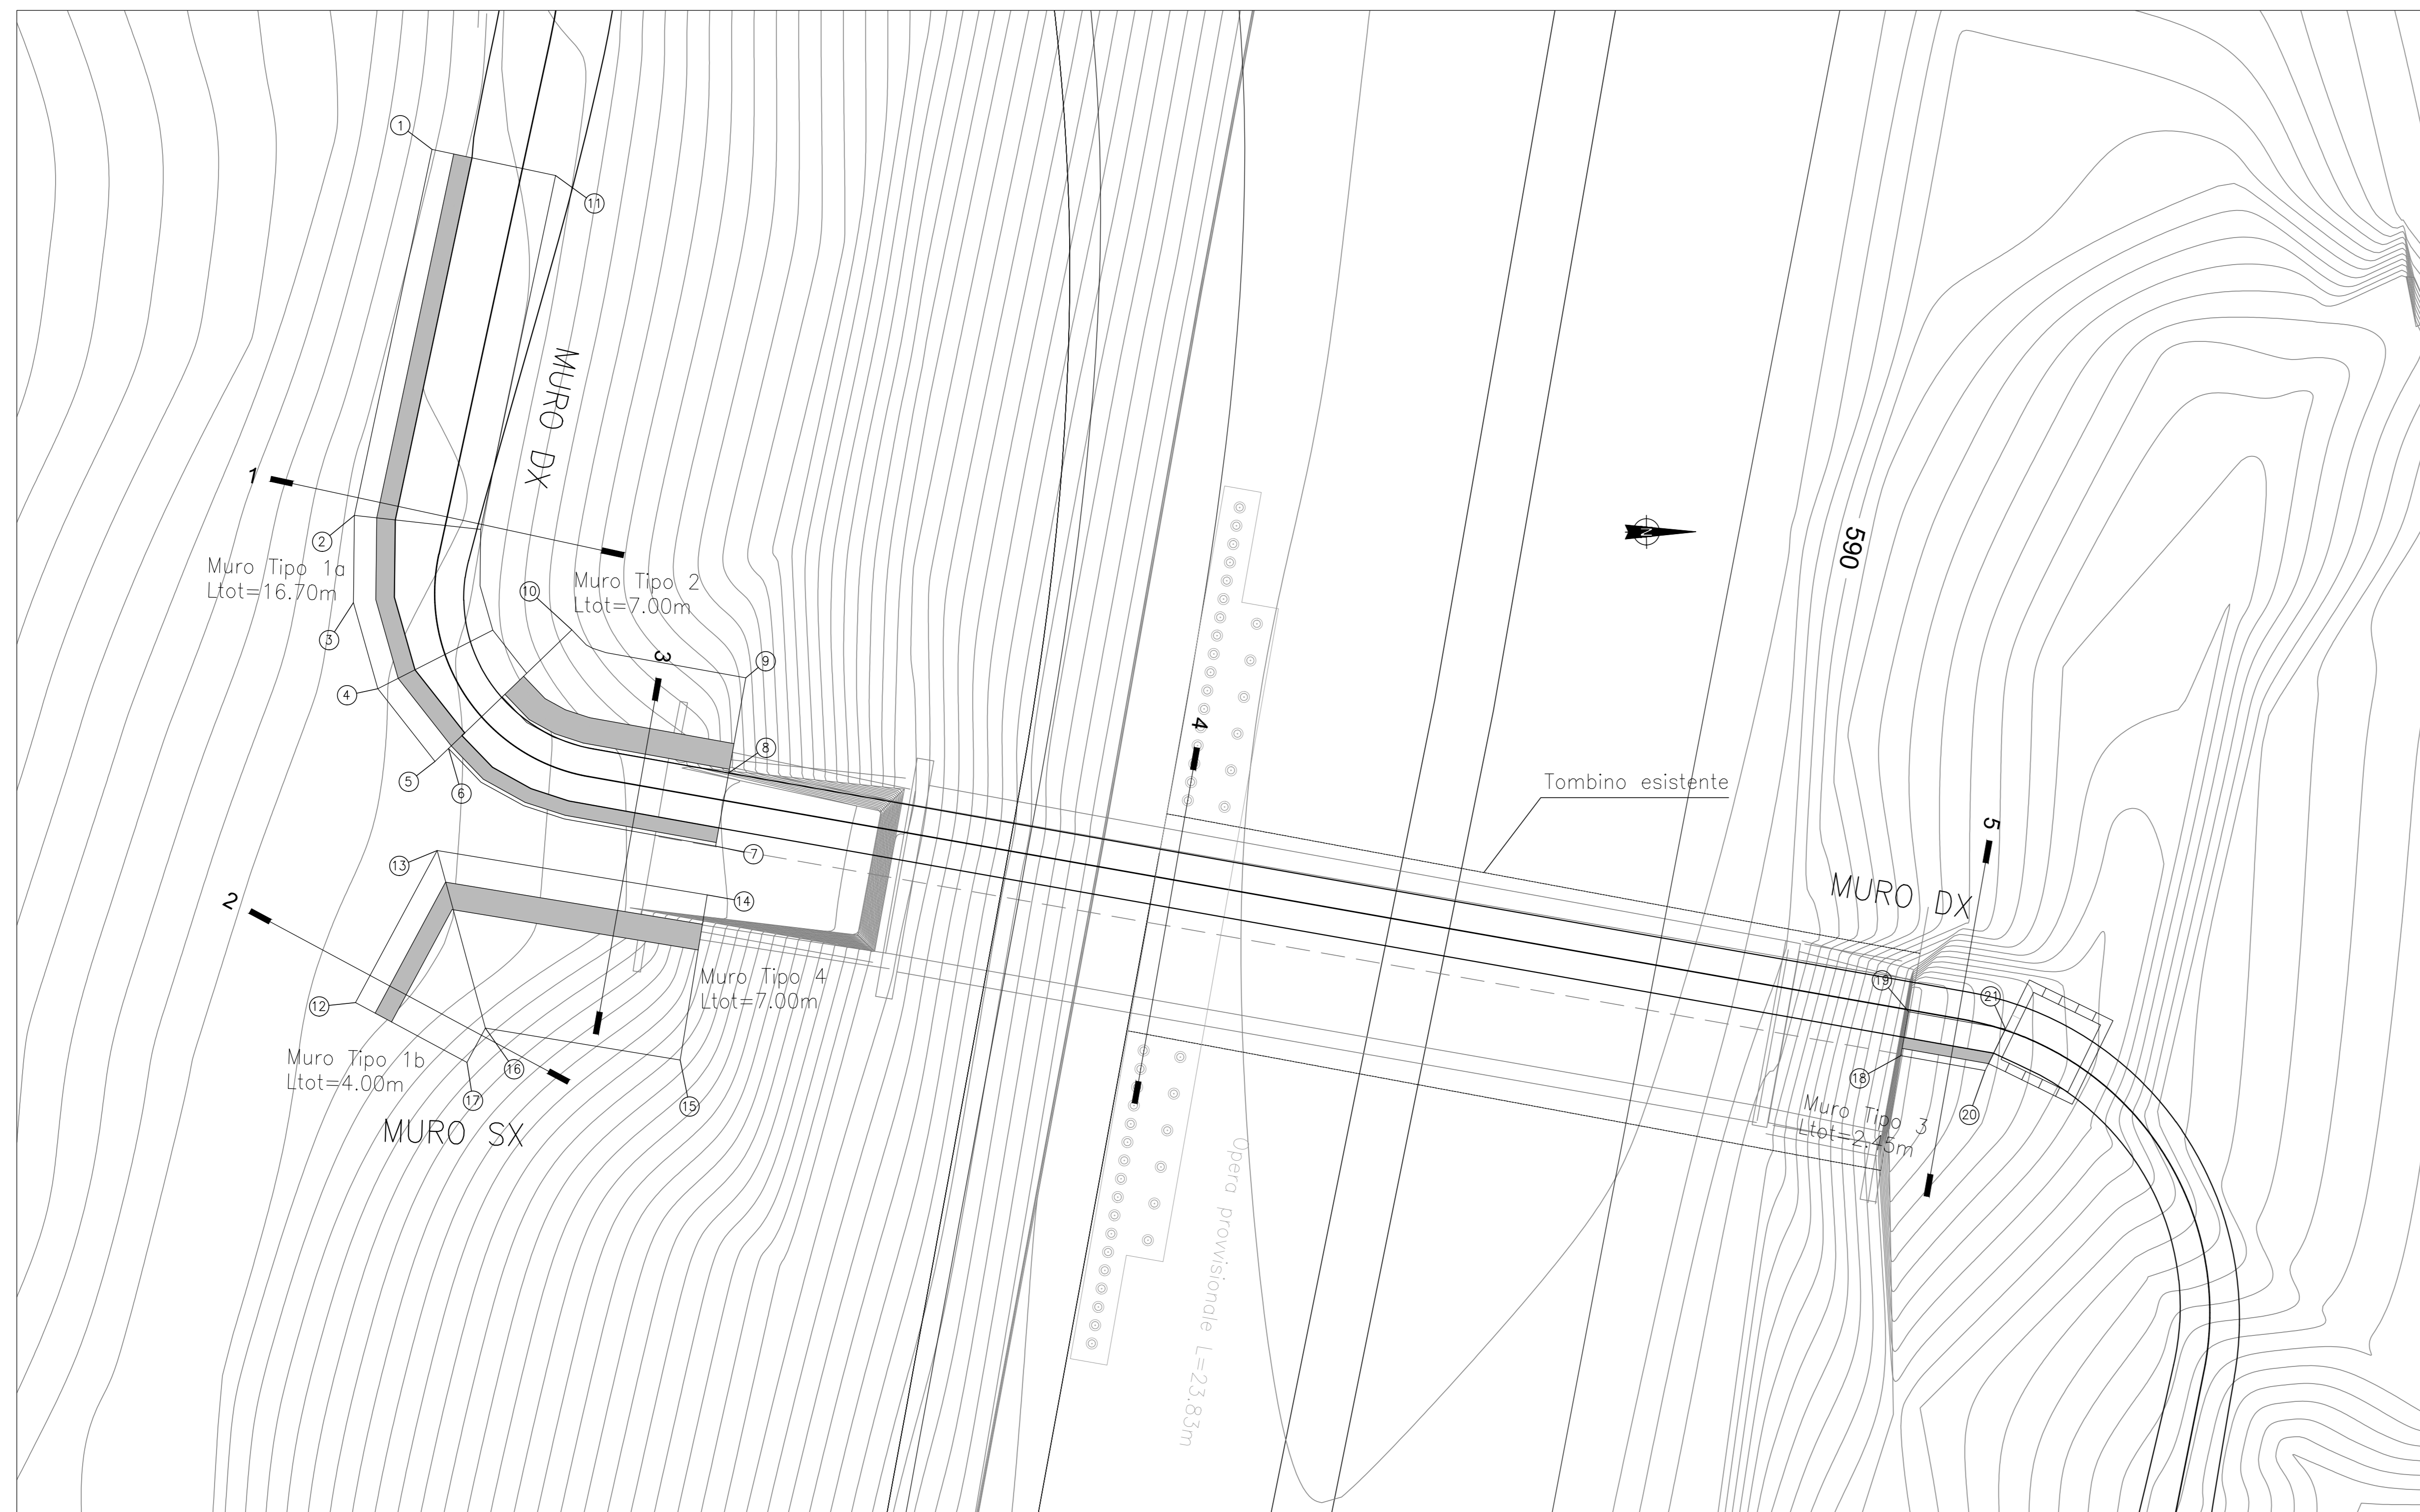 1
11
MURO DX
1
2
Muro Tipo 1a
Ltot=16.70m
10
Muro Tipo 2
Ltot=7.00m
N
590
3
3
9
4
8
4
5
6
Tombino esistente
7
5
13
14
2
MURO DX
12
Muro Tipo 4
Ltot=7.00m
19
21
Muro Tipo 1b
Ltot=4.00m
16
17
15
18
20
Muro Tipo 3
Ltot=2.45m
MURO SX
Opera provvisionale L=23.83m